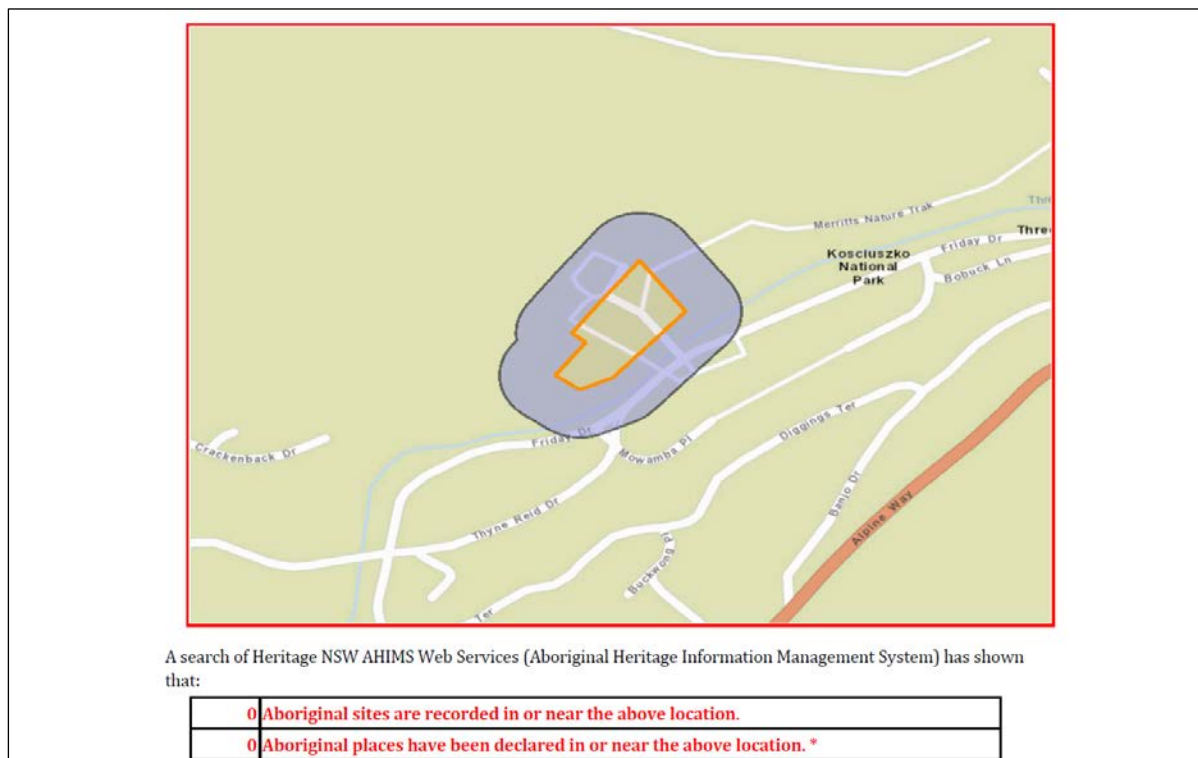 Merritts Nature Trak
Thre
Three
Kosciuszko
National
Park
Friday Dr
Bobuck Ln
Crackenback Dr
Friday Dr
Mowamba Pl
Diggings Ter
Banjo Dr
Alpine Way
Thyne Reid Dr
Buckwong Pl
Ter
A search of Heritage NSW AHIMS Web Services (Aboriginal Heritage Information Management System) has shown
that:
0 Aboriginal sites are recorded in or near the above location.
0 Aboriginal places have been declared in or near the above location. *